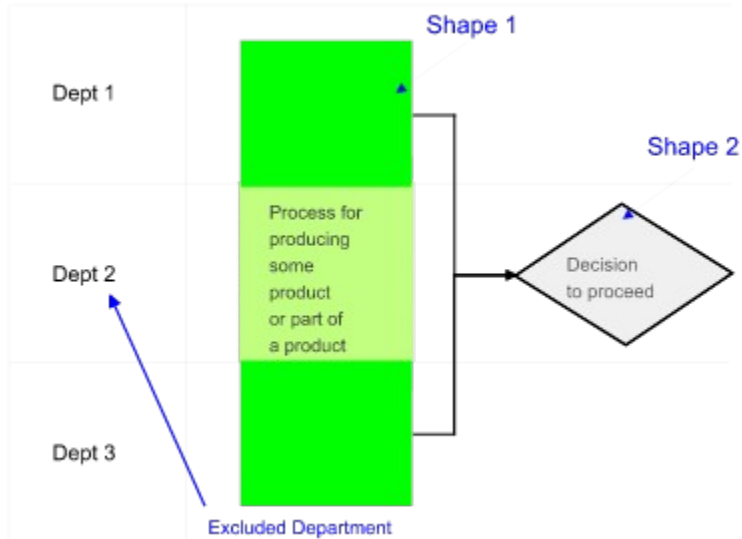 Shape 1
Dept 1
Shape 2
Process for
producing
some
product
or part of
a product
Dept 2
Decision
to proceed
Dept 3
Excluded Department